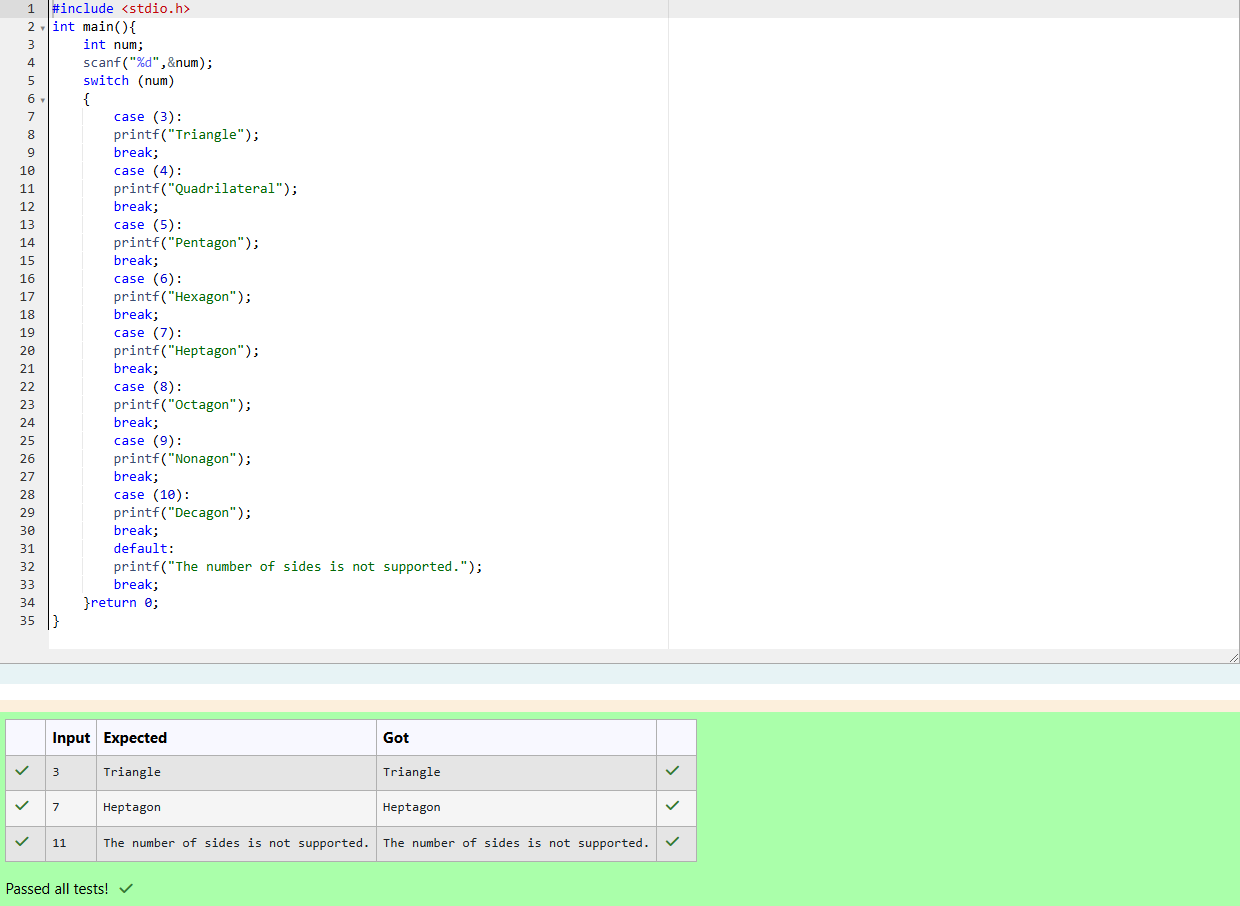 1 #include <stdio.h>
2 int main(){
3     int num;
4     scanf("%d",&num);
5     switch (num)
6     {
7         case (3):
8         printf("Triangle");
9         break;
10         case (4):
11         printf("Quadrilateral");
12         break;
13         case (5):
14         printf("Pentagon");
15         break;
16         case (6):
17         printf("Hexagon");
18         break;
19         case (7):
20         printf("Heptagon");
21         break;
22         case (8):
23         printf("Octagon");
24         break;
25         case (9):
26         printf("Nonagon");
27         break;
28         case (10):
29         printf("Decagon");
30         break;
31         default:
32         printf("The number of sides is not supported.");
33         break;
34     }return 0;
35 }
Input Expected Got
3 Triangle Triangle
7 Heptagon Heptagon
11 The number of sides is not supported. The number of sides is not supported.
Passed all tests!